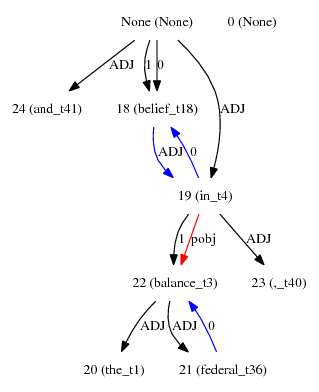 None (None) 0 (None)
ADJ 1 0
24 (and_t41) 18 (belief_t18) ADJ
ADJ 0
19 (in_t4)
1 pobj ADJ
22 (balance_t3) 23 (,_t40)
ADJ ADJ 0
20 (the_t1) 21 (federal_t36)